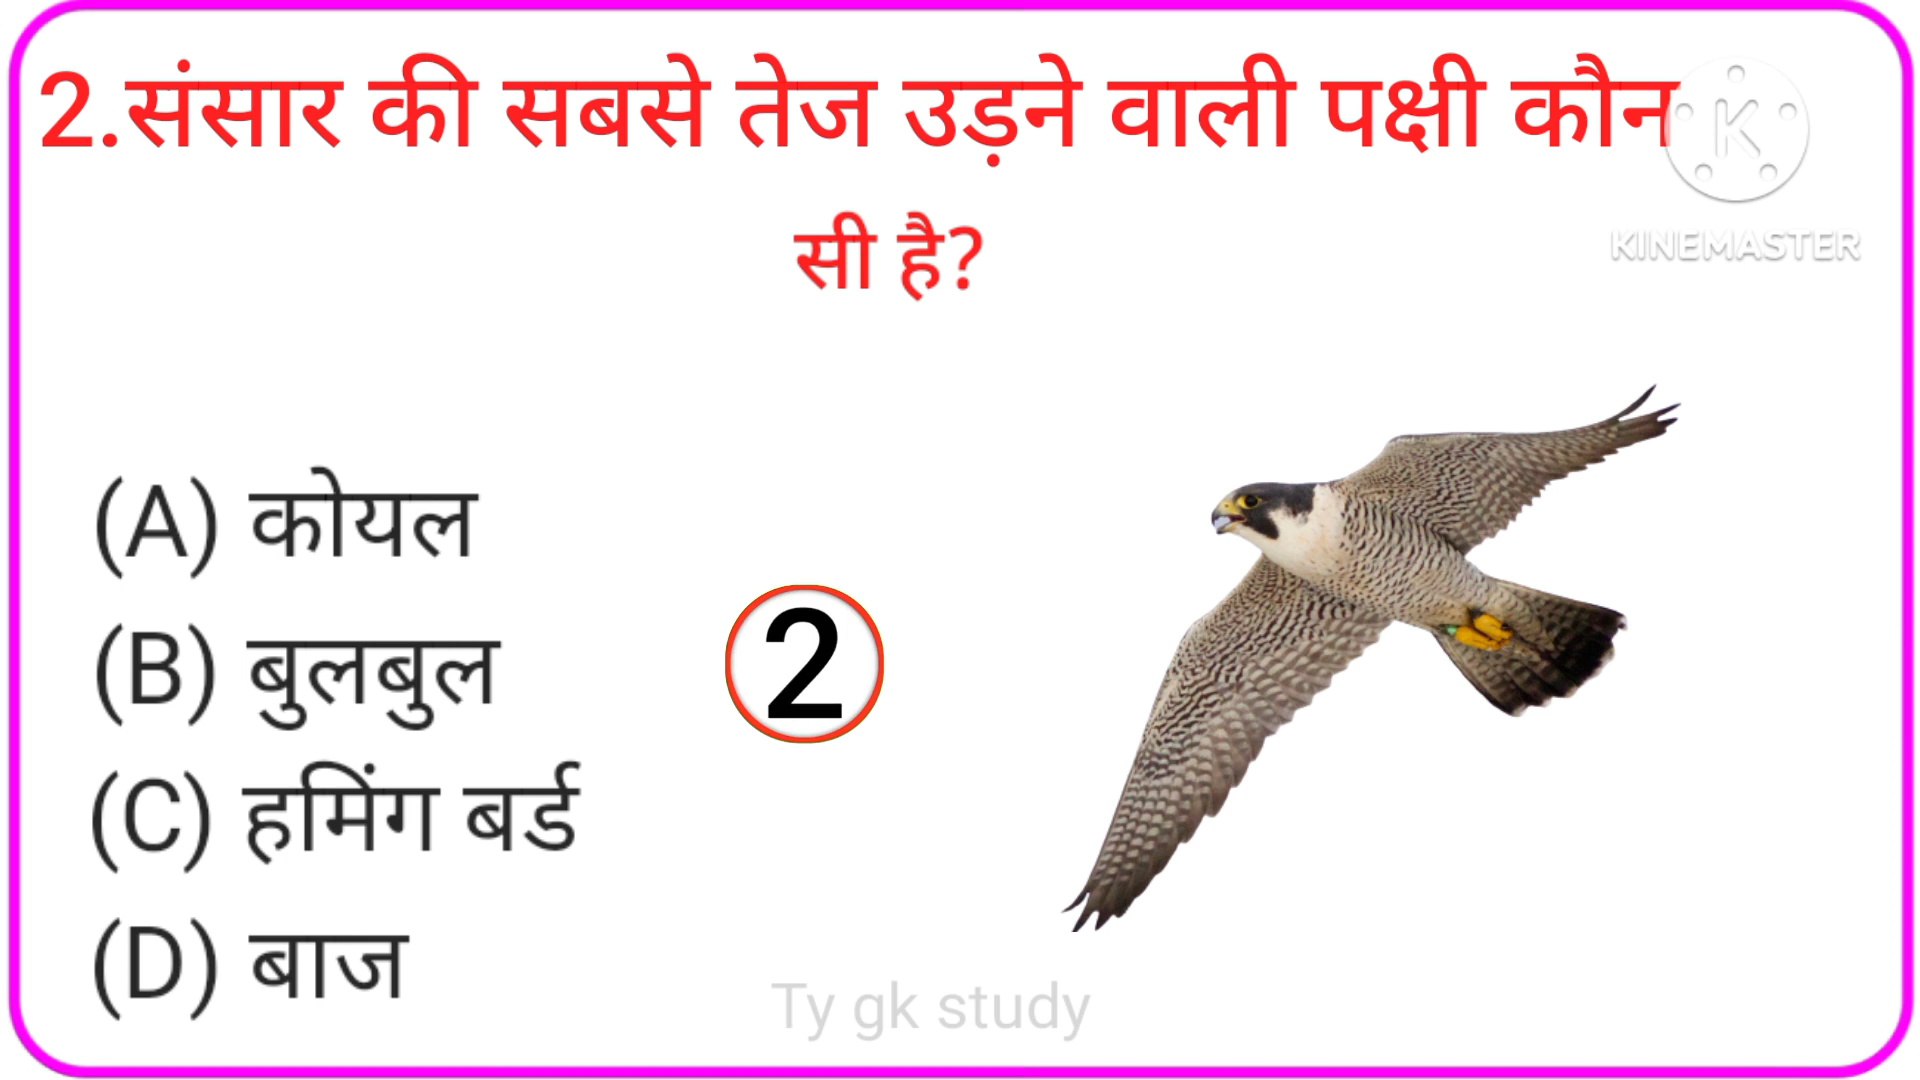 2.संसार की सबसे तेज उड़ने वाली पक्षी कौन
सी है?
K
KINEMASTER
(A) कोयल
(B) बुलबुल
2
(C) हमिंग बर्ड
(D) बाज
Ty gk study